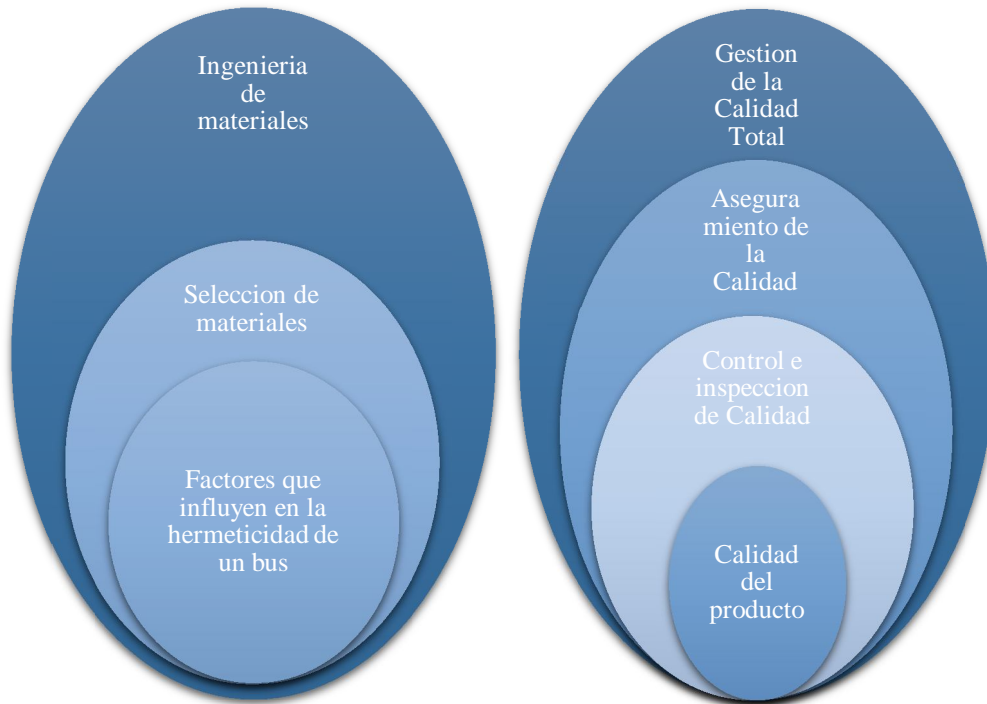 Ingenieria
de
materiales
Seleccion de
materiales
Factores que
influyen en la
hermeticidad de
un bus
Gestion
de la
Calidad
Total
Asegura
miento de
la
Calidad
Control e
inspeccion
de Calidad
Calidad
del
producto